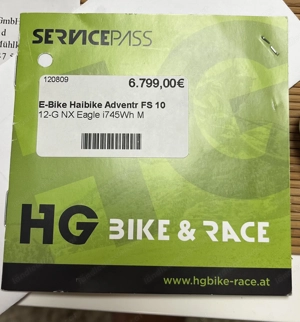 GmbH
d
SERVICEPASS
120809
6.799,00€
E-Bike Haibike Adventr FS 10
12-G NX Eagle i745Wh M
HG BIKE & RACE
www.hgbike-race.at